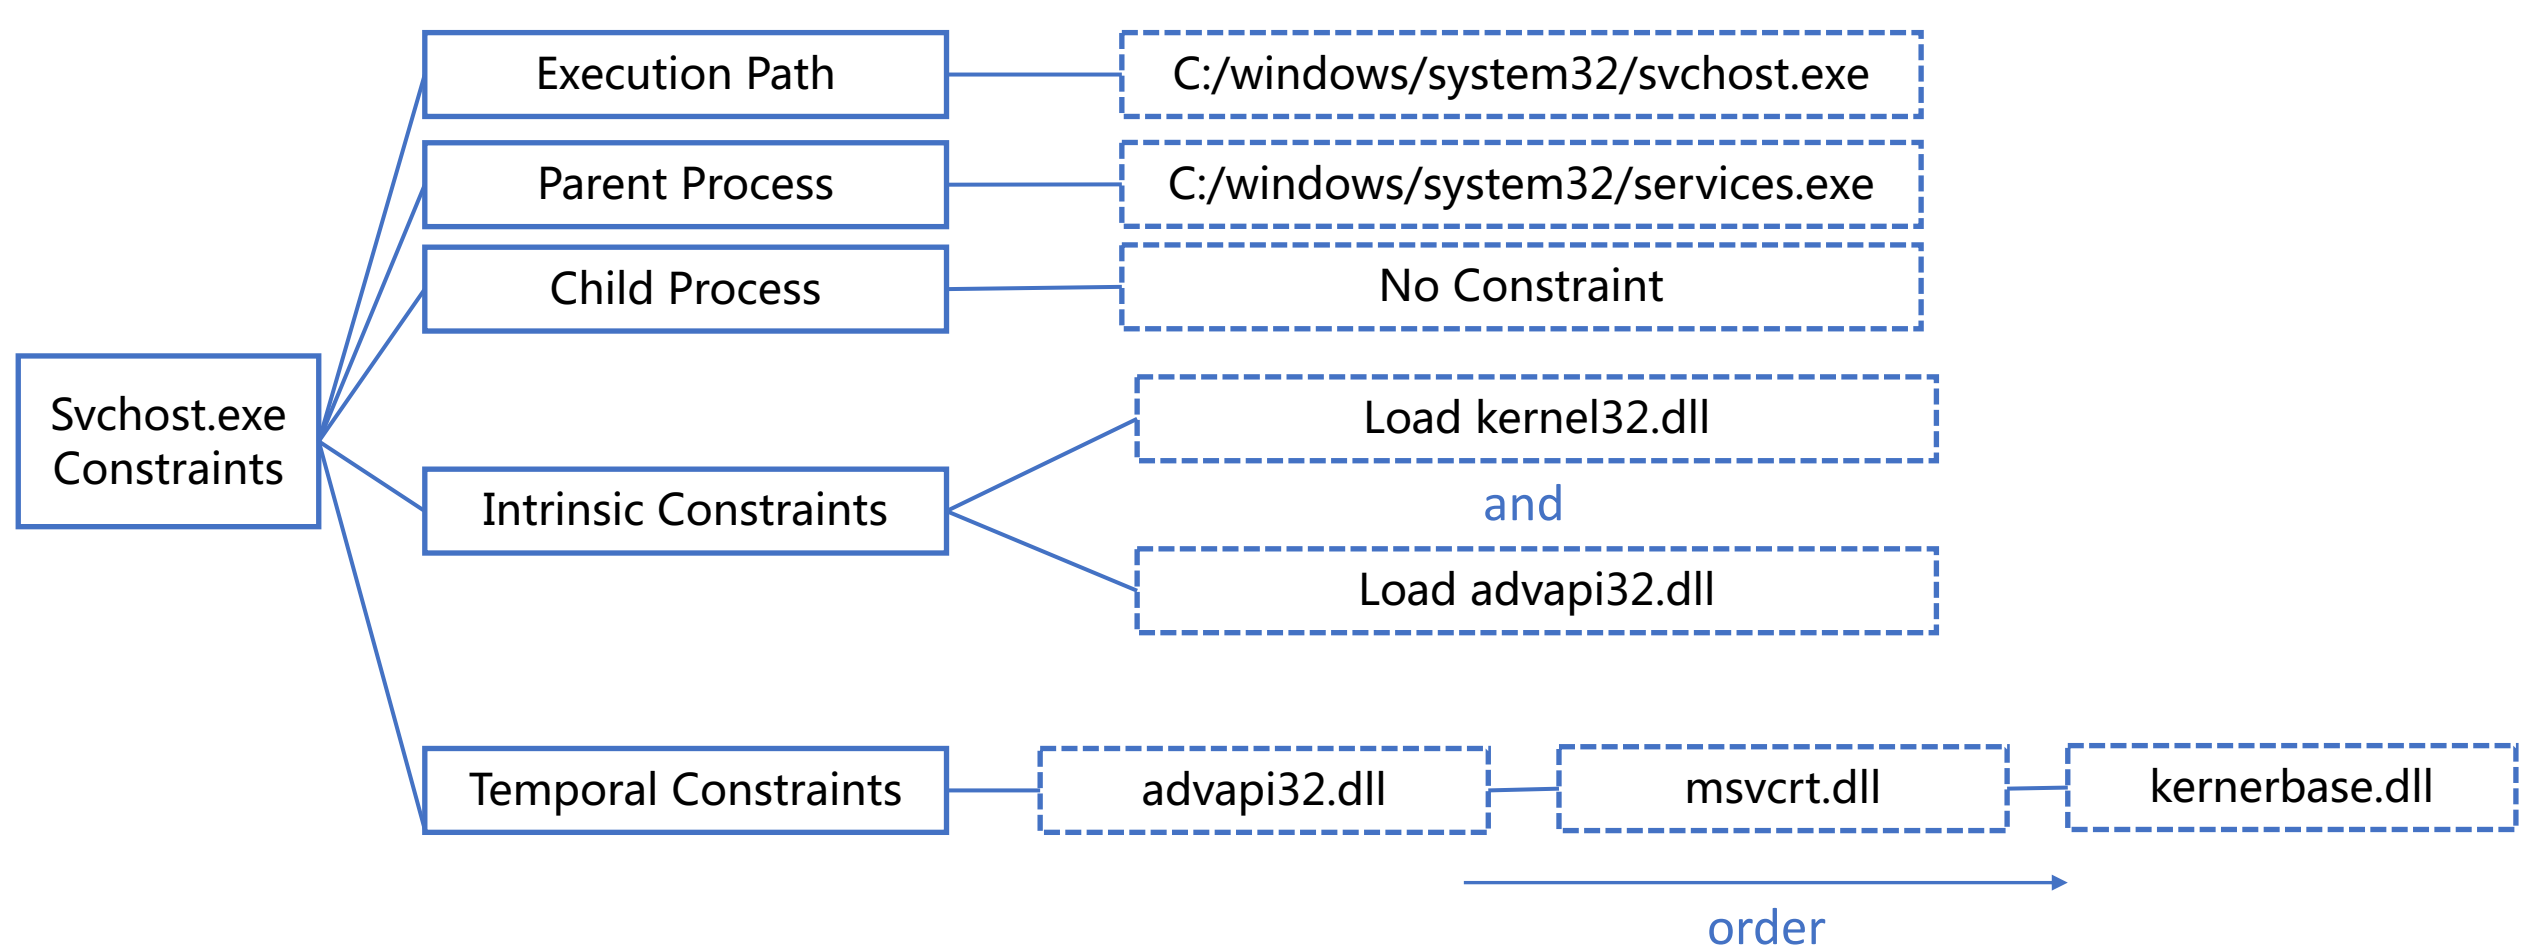 Execution Path
C:/windows/system32/svchost.exe
Parent Process
C:/windows/system32/services.exe
Child Process
No Constraint
Svchost.exe
Constraints
Intrinsic Constraints
Load kernel32.dll
and
Load advapi32.dll
Temporal Constraints
advapi32.dll
msvcrt.dll
kernerbase.dll
order